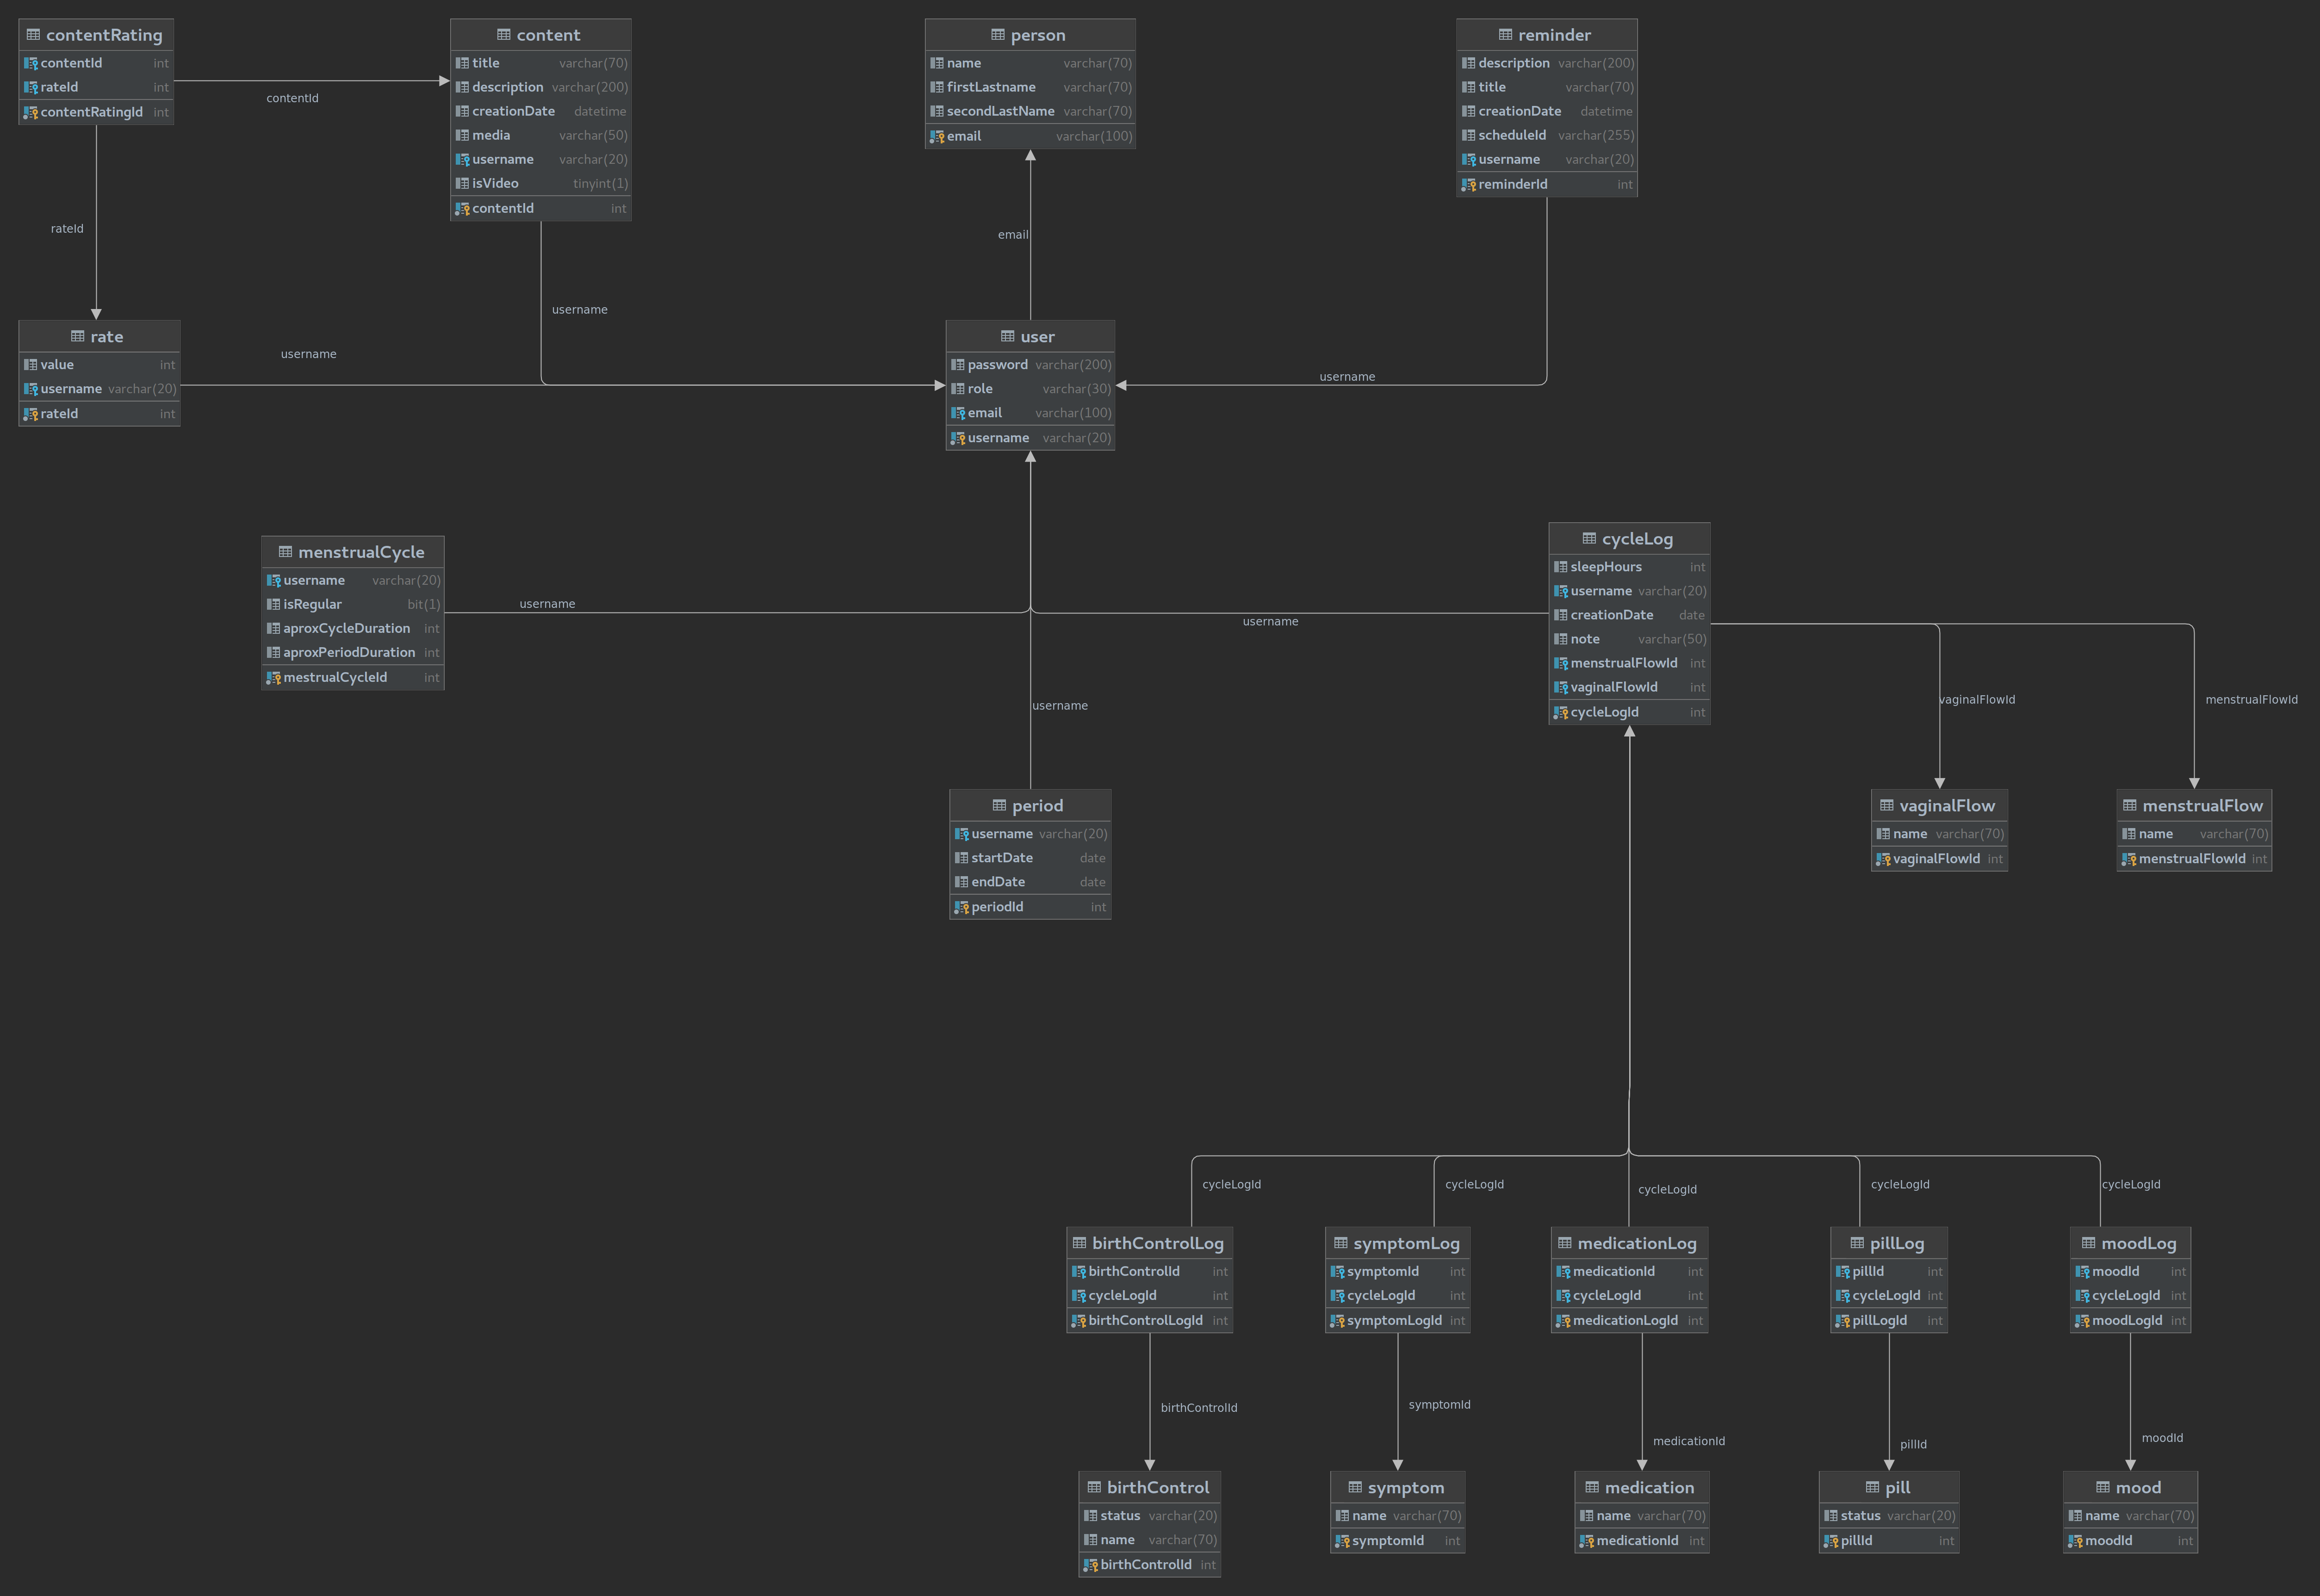 contentRating
contentId int
rateId int
contentRatingId int
content
title varchar(70)
description varchar(200)
creationDate datetime
media varchar(50)
username varchar(20)
isVideo tinyint(1)
contentId int
person
name varchar(70)
firstLastname varchar(70)
secondLastName varchar(70)
email varchar(100)
reminder
description varchar(200)
title varchar(70)
creationDate datetime
scheduleId varchar(255)
username varchar(20)
reminderId int
contentId
rateId
username
email
username
username
rate
value int
username varchar(20)
rateId int
user
password varchar(200)
role varchar(30)
email varchar(100)
username varchar(20)
menstrualCycle
username varchar(20)
isRegular bit(1)
aproxCycleDuration int
aproxPeriodDuration int
mestrualCycleId int
cycleLog
sleepHours int
username varchar(20)
creationDate date
note varchar(50)
menstrualFlowId int
vaginalFlowId int
cycleLogId int
username
username
username
vaginalFlowId
menstrualFlowId
period
username varchar(20)
startDate date
endDate date
periodId int
vaginalFlow
name varchar(70)
vaginalFlowId int
menstrualFlow
name varchar(70)
menstrualFlowId int
cycleLogId
cycleLogId
cycleLogId
cycleLogId
cycleLogId
birthControlLog
birthControlId int
cycleLogId int
birthControlLogId int
symptomLog
symptomId int
cycleLogId int
symptomLogId int
medicationLog
medicationId int
cycleLogId int
medicationLogId int
pillLog
pillId int
cycleLogId int
pillLogId int
moodLog
moodId int
cycleLogId int
moodLogId int
birthControlId
symptomId
medicationId
pillId
moodId
birthControl
status varchar(20)
name varchar(70)
birthControlId int
symptom
name varchar(70)
symptomId int
medication
name varchar(70)
medicationId int
pill
status varchar(20)
pillId int
mood
name varchar(70)
moodId int